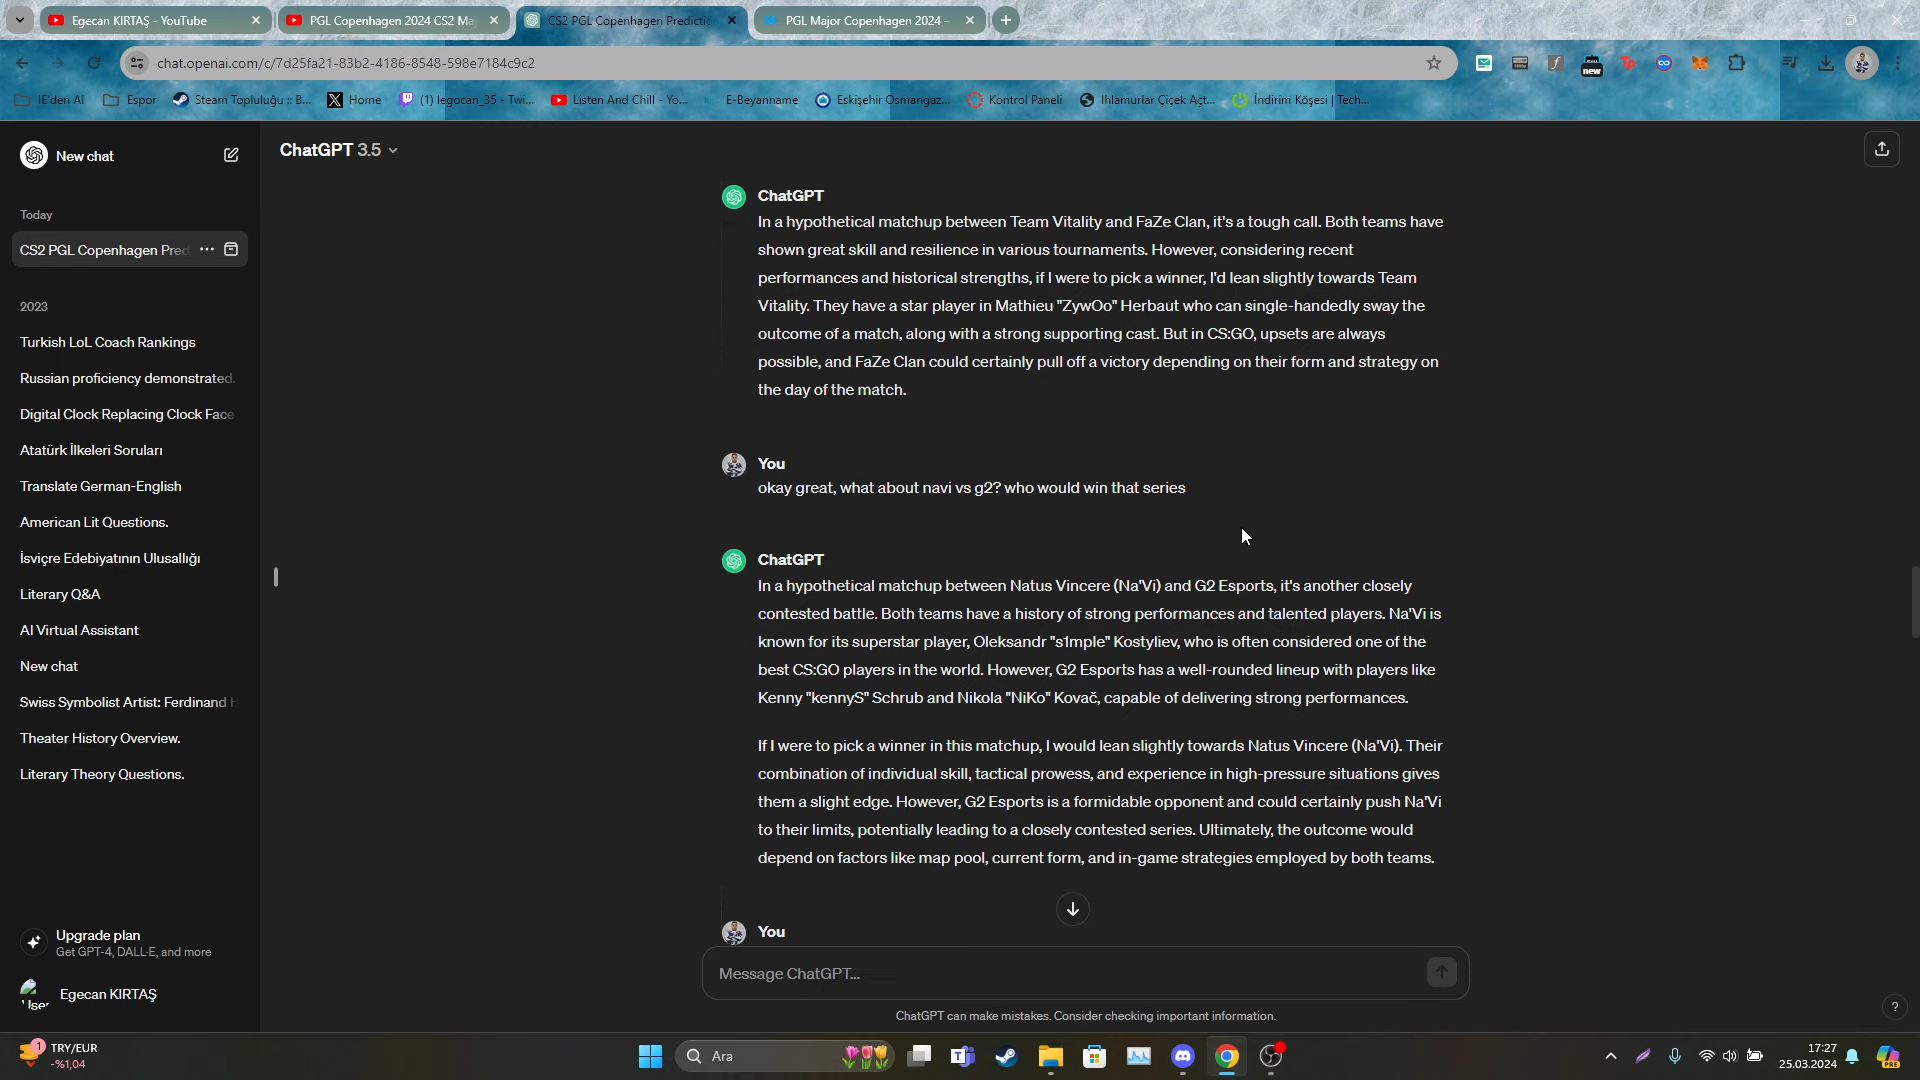 Egecan KIRTAŞ - YouTube
PGL Copenhagen 2024 CS2 Ma
CS2 PGL Copenhagen Predictio
PGL Major Copenhagen 2024 -
chat.openai.com/c/7d25fa21-83b2-4186-8548-598e7184c9c2
new
IE'den Al
Espor
Steam Topluluğu :: B...
Home
(1) legocan_35 - Twi...
Listen And Chill - Yo...
E-Beyanname
Eskişehir Osmangaz...
Kontrol Paneli
Ihlamurlar Çiçek Açt...
İndirim Köşesi | Tech...
New chat
Today
CS2 PGL Copenhagen Pred
2023
Turkish LoL Coach Rankings
Russian proficiency demonstrated.
Digital Clock Replacing Clock Face
Atatürk İlkeleri Soruları
Translate German-English
American Lit Questions.
İsviçre Edebiyatının Ulusallığı
Literary Q&A
AI Virtual Assistant
New chat
Swiss Symbolist Artist: Ferdinand H
Theater History Overview.
Literary Theory Questions.
Upgrade plan
Get GPT-4, DALL·E, and more
User
Egecan KIRTAŞ
ChatGPT 3.5
ChatGPT
In a hypothetical matchup between Team Vitality and FaZe Clan, it's a tough call. Both teams have
shown great skill and resilience in various tournaments. However, considering recent
performances and historical strengths, if I were to pick a winner, I'd lean slightly towards Team
Vitality. They have a star player in Mathieu "ZywOo" Herbaut who can single-handedly sway the
outcome of a match, along with a strong supporting cast. But in CS:GO, upsets are always
possible, and FaZe Clan could certainly pull off a victory depending on their form and strategy on
the day of the match.
You
okay great, what about navi vs g2? who would win that series
ChatGPT
In a hypothetical matchup between Natus Vincere (Na'Vi) and G2 Esports, it's another closely
contested battle. Both teams have a history of strong performances and talented players. Na'Vi is
known for its superstar player, Oleksandr "s1mple" Kostyliev, who is often considered one of the
best CS:GO players in the world. However, G2 Esports has a well-rounded lineup with players like
Kenny "kennyS" Schrub and Nikola "NiKo" Kovač, capable of delivering strong performances.
If I were to pick a winner in this matchup, I would lean slightly towards Natus Vincere (Na'Vi). Their
combination of individual skill, tactical prowess, and experience in high-pressure situations gives
them a slight edge. However, G2 Esports is a formidable opponent and could certainly push Na'Vi
to their limits, potentially leading to a closely contested series. Ultimately, the outcome would
depend on factors like map pool, current form, and in-game strategies employed by both teams.
You
Message ChatGPT...
ChatGPT can make mistakes. Consider checking important information.
?
1
TRY/EUR
-%1,04
Ara
17:27
25.03.2024
PRE